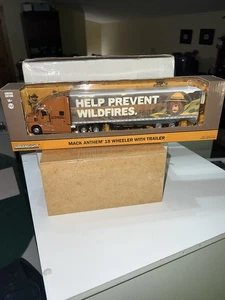 HELP PREVENT
WILDFIRES.
MACK ANTHEM 18 WHEELER WITH TRAILER